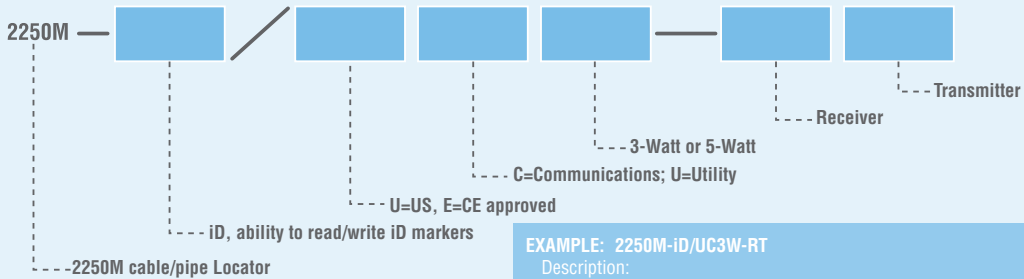 2250M
Transmitter
Receiver
3-Watt or 5-Watt
C=Communications; U=Utility
U=US, E=CE approved
iD, ability to read/write iD markers
2250M cable/pipe Locator
EXAMPLE: 2250M-iD/UC3W-RT
Description: